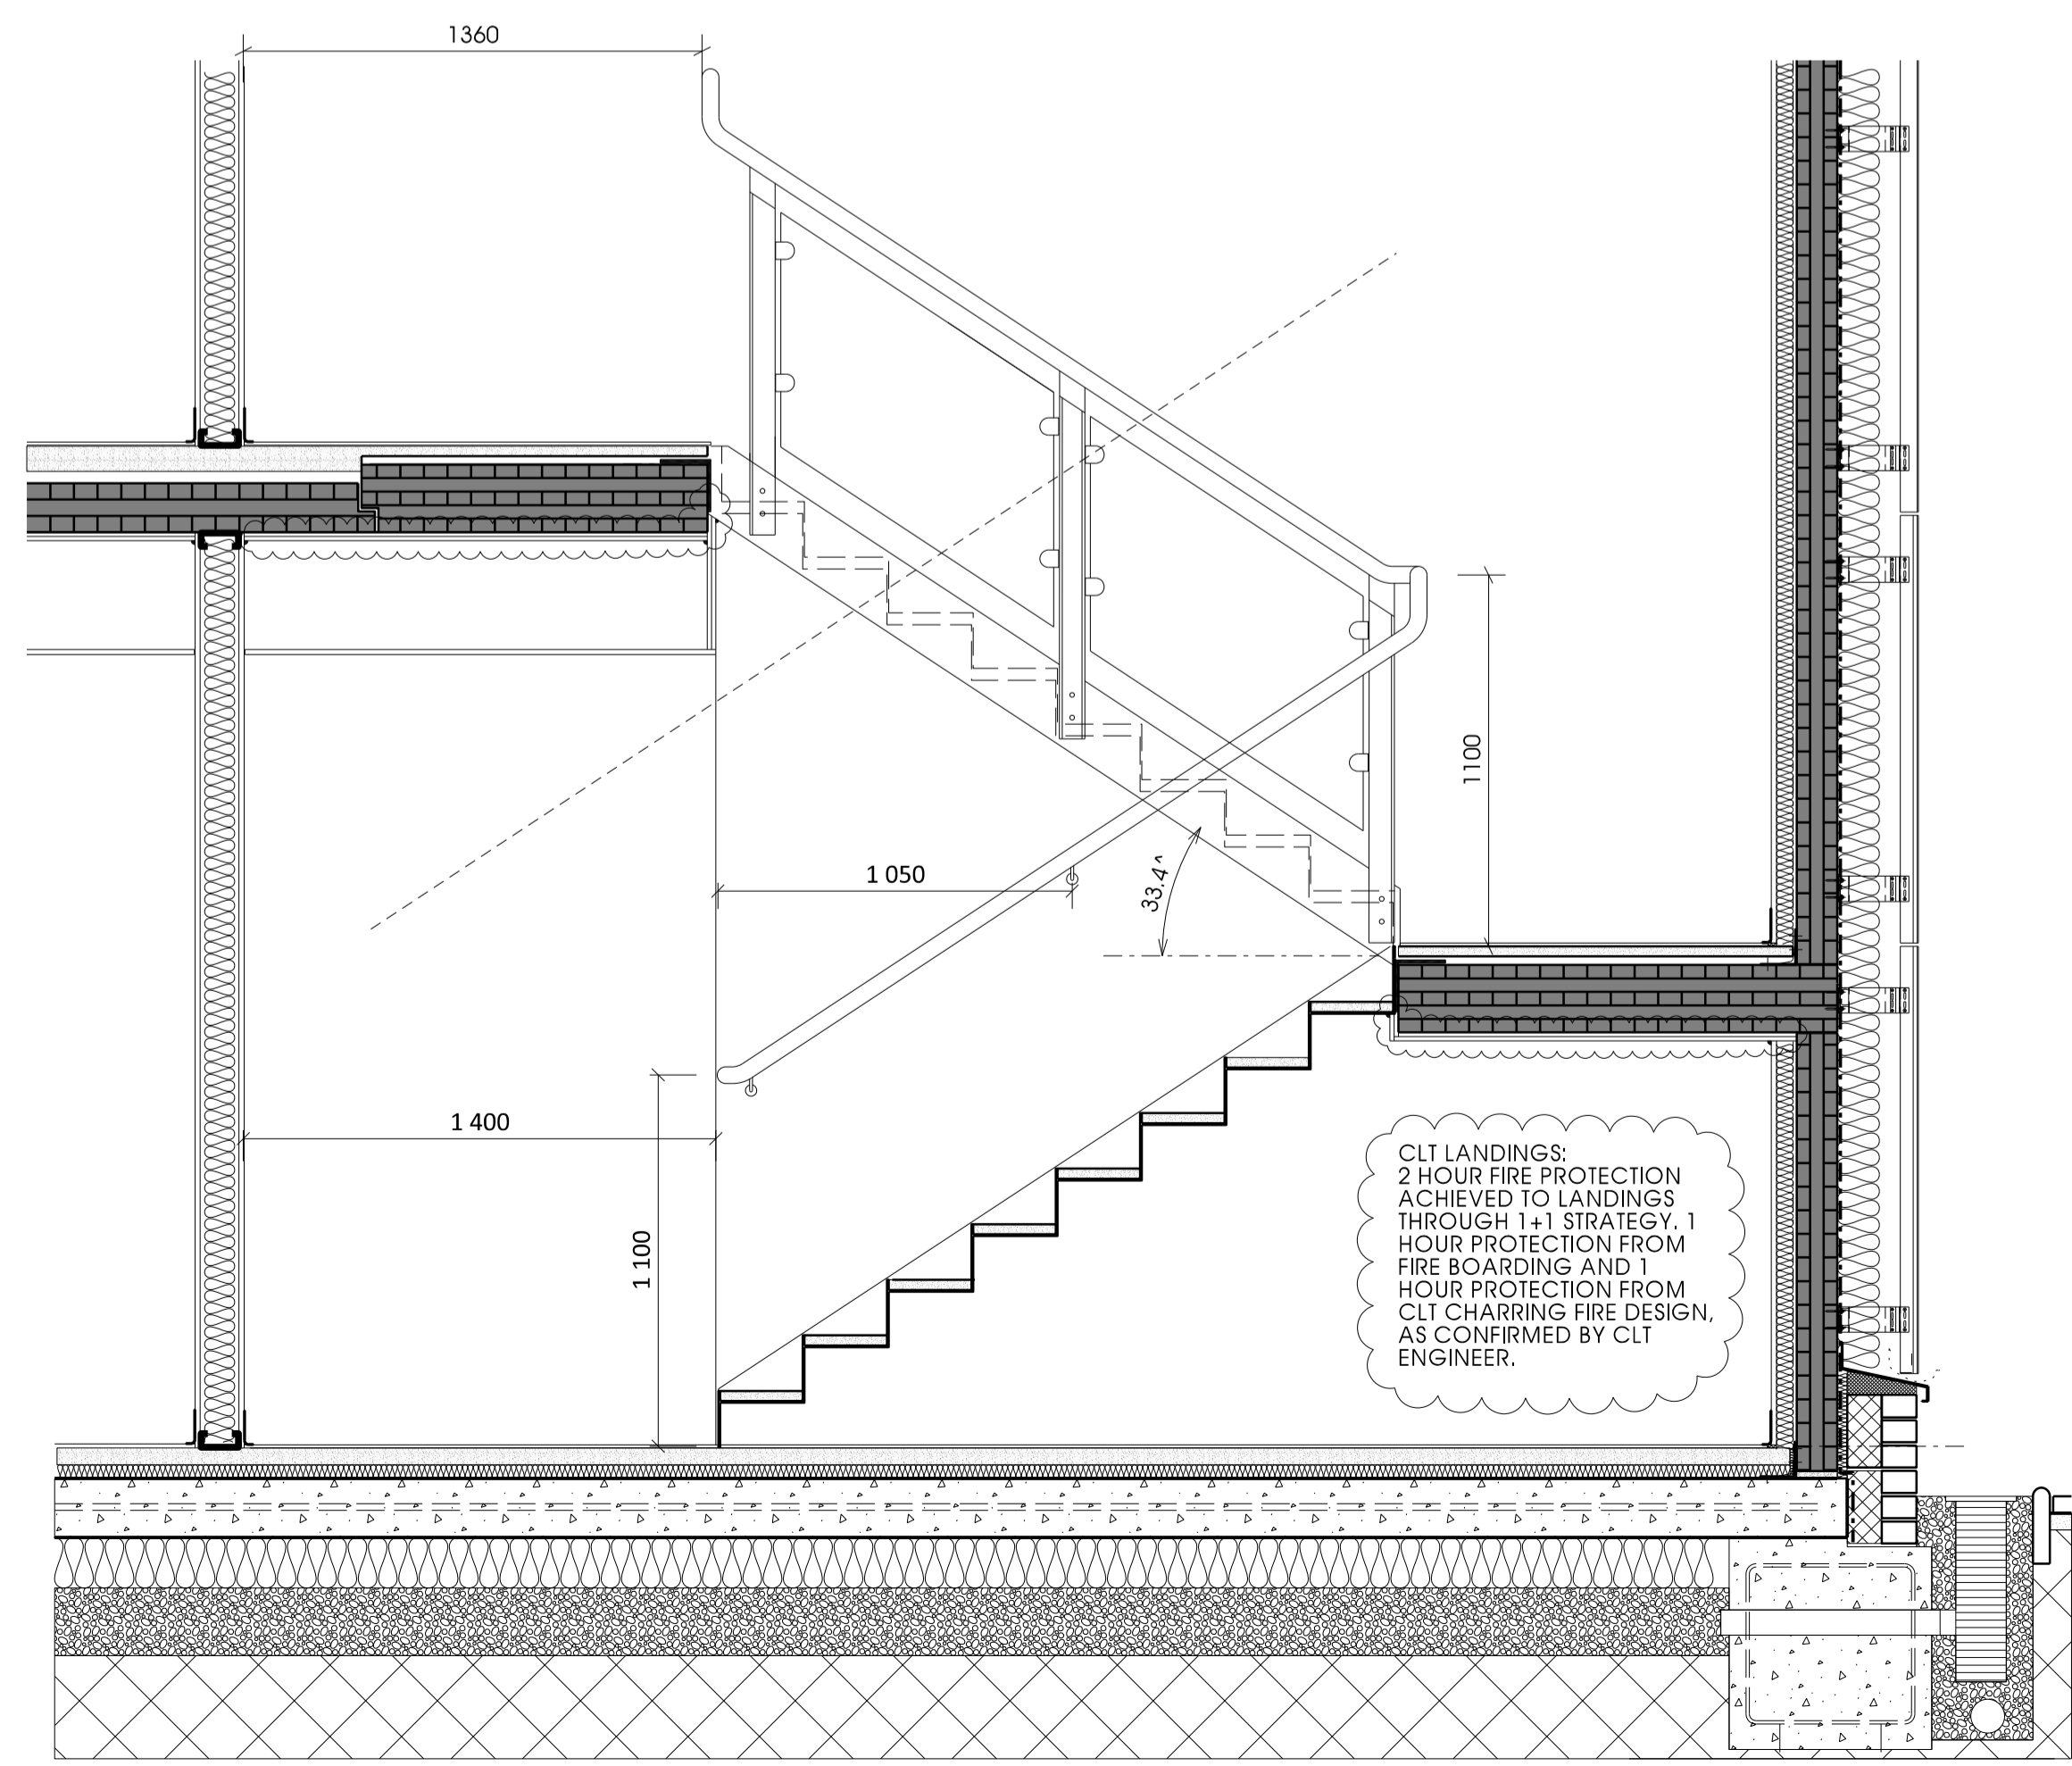 1360
1100
1 050
33.4^
1 400
1 100
CLT LANDINGS:
2 HOUR FIRE PROTECTION
ACHIEVED TO LANDINGS
THROUGH 1+1 STRATEGY. 1
HOUR PROTECTION FROM
FIRE BOARDING AND 1
HOUR PROTECTION FROM
CLT CHARRING FIRE DESIGN,
AS CONFIRMED BY CLT
ENGINEER.